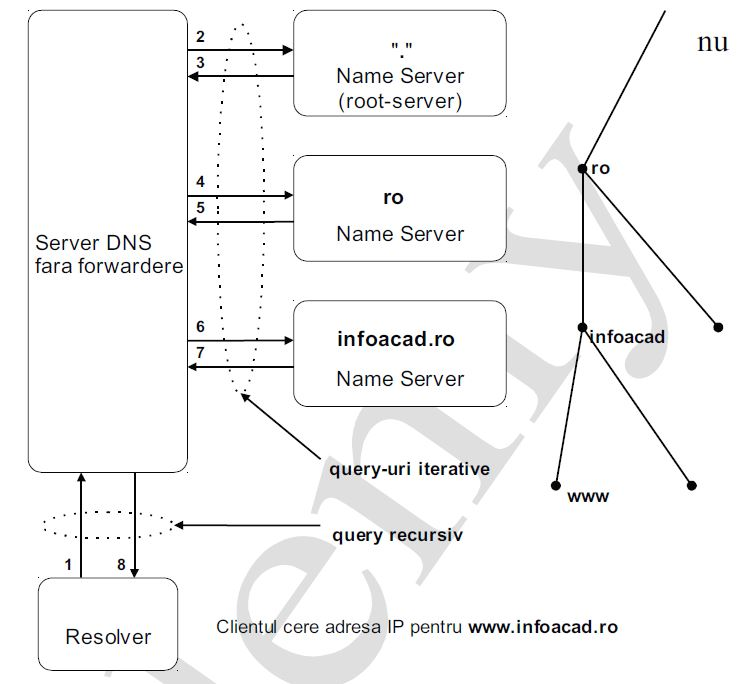 2
3
"."
Name Server
(root-server)
nu
4
5
ro
Name Server
ro
Server DNS
fara forwardere
6
7
infoacad.ro
Name Server
infoacad
query-uri iterative
www
query recursiv
1
8
Resolver
Clientul cere adresa IP pentru www.infoacad.ro